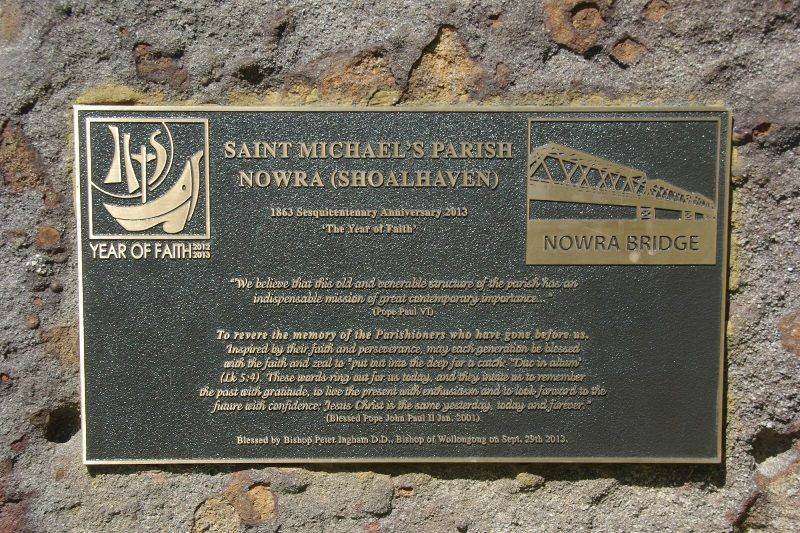 SAINT MICHAEL'S PARISH
NOWRA (SHOALHAVEN)
1863 Sesquicentenary Anniversary 2013
'The Year of Faith'
IHS
YEAR OF FAITH 2012 2013
NOWRA BRIDGE
"We believe that this old and venerable structure of the parish has an
indispensable mission of great contemporary importance..."
(Pope Paul VI)
To revere the memory of the Parishioners who have gone before us.
Inspired by their faith and perseverance, may each generation be blessed
with the faith and zeal to "put out into the deep for a catch: "Duc in altum"
(Lk 5:4). These words ring out for us today, and they invite us to remember
the past with gratitude, to live the present with enthusiasm and to look forward to the
future with confidence: Jesus Christ is the same yesterday, today and forever."
(Blessed Pope John Paul II Jan. 2001)
Blessed by Bishop Peter Ingham D.D., Bishop of Wollongong on Sept. 29th 2013.